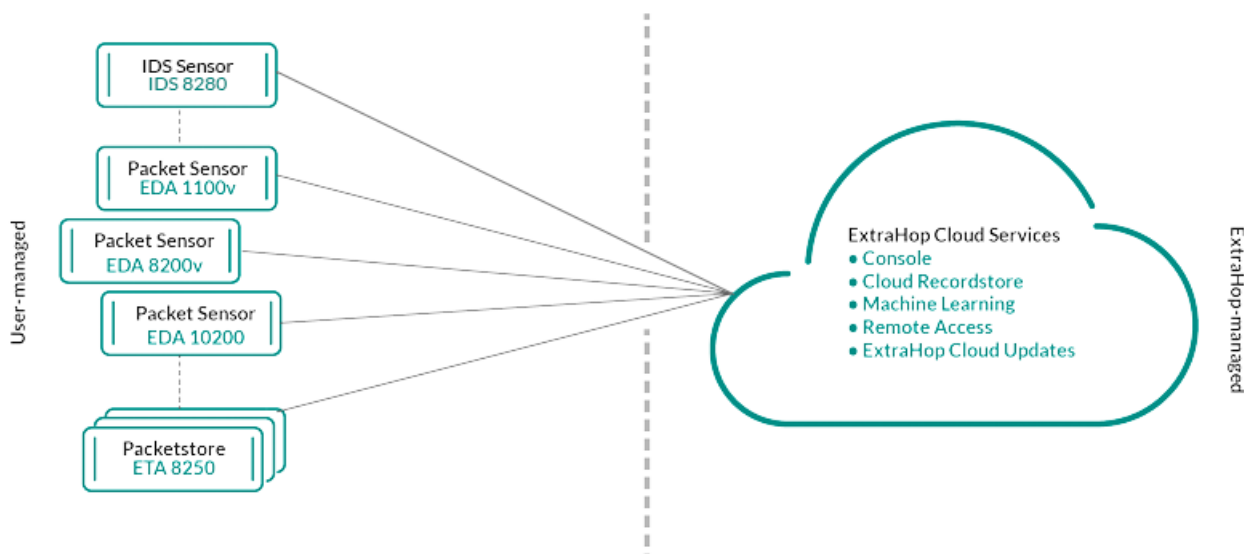 User-managed
IDS Sensor
IDS 8280
Packet Sensor
EDA 1100v
Packet Sensor
EDA 8200v
Packet Sensor
EDA 10200
Packetstore
ETA 8250
ExtraHop Cloud Services
• Console
• Cloud Recordstore
• Machine Learning
• Remote Access
• ExtraHop Cloud Updates
ExtraHop-managed